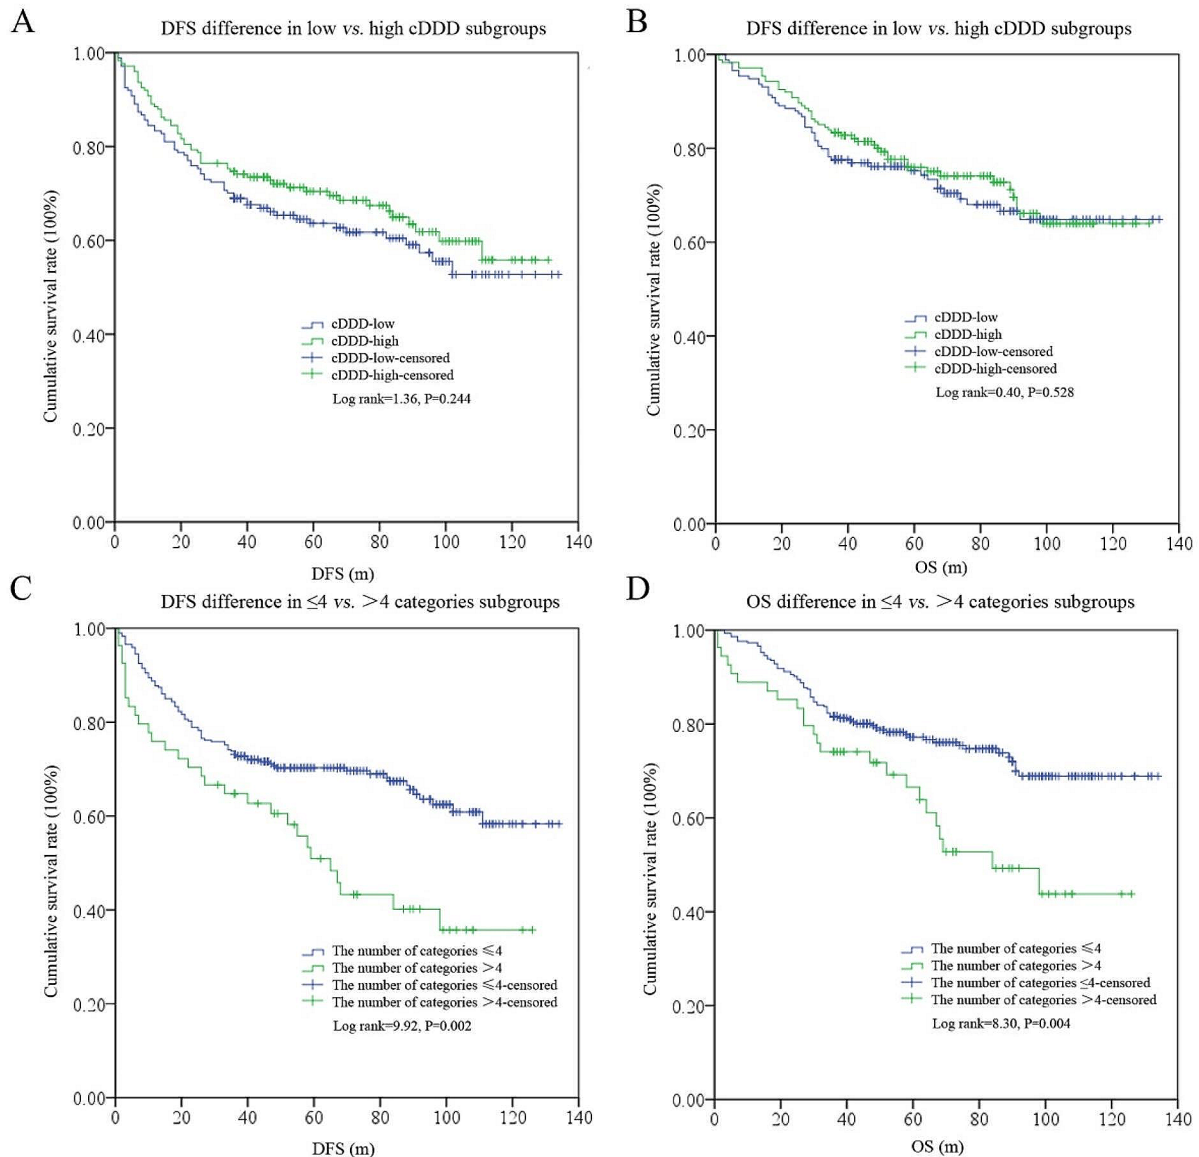 A
DFS difference in low vs. high cDDD subgroups
Cumulative survival rate (100%)
1.00
0.80
0.60
0.40
0.20
0.00
cDDD-low
cDDD-high
cDDD-low-censored
cDDD-high-censored
Log rank=1.36, P=0.244
0 20 40 60 80 100 120 140
DFS (m)
B
DFS difference in low vs. high cDDD subgroups
Cumulative survival rate (100%)
1.00
0.80
0.60
0.40
0.20
0.00
cDDD-low
cDDD-high
cDDD-low-censored
cDDD-high-censored
Log rank=0.40, P=0.528
0 20 40 60 80 100 120 140
OS (m)
C
DFS difference in ≤4 vs. >4 categories subgroups
Cumulative survival rate (100%)
1.00
0.80
0.60
0.40
0.20
0.00
The number of categories ≤4
The number of categories >4
The number of categories ≤4-censored
The number of categories >4-censored
Log rank=9.92, P=0.002
0 20 40 60 80 100 120 140
DFS (m)
D
OS difference in ≤4 vs. >4 categories subgroups
Cumulative survival rate (100%)
1.00
0.80
0.60
0.40
0.20
0.00
The number of categories ≤4
The number of categories >4
The number of categories ≤4-censored
The number of categories >4-censored
Log rank=8.30, P=0.004
0 20 40 60 80 100 120 140
OS (m)